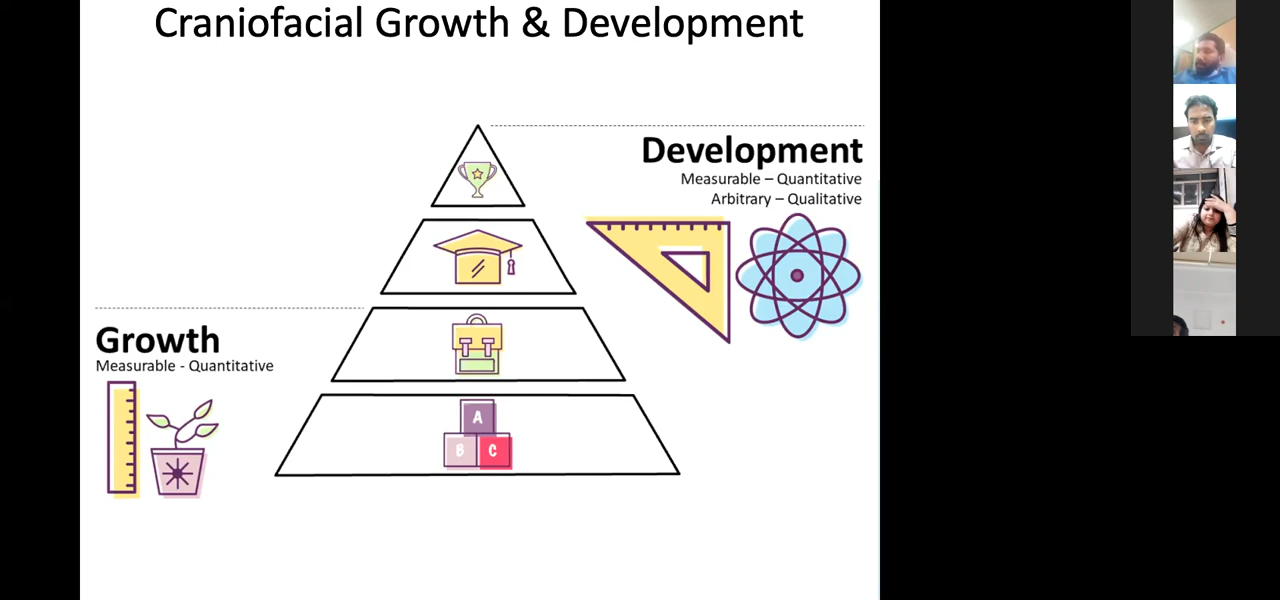 Craniofacial Growth & Development
Development
Measurable – Quantitative
Arbitrary – Qualitative
Growth
Measurable - Quantitative
A
B C